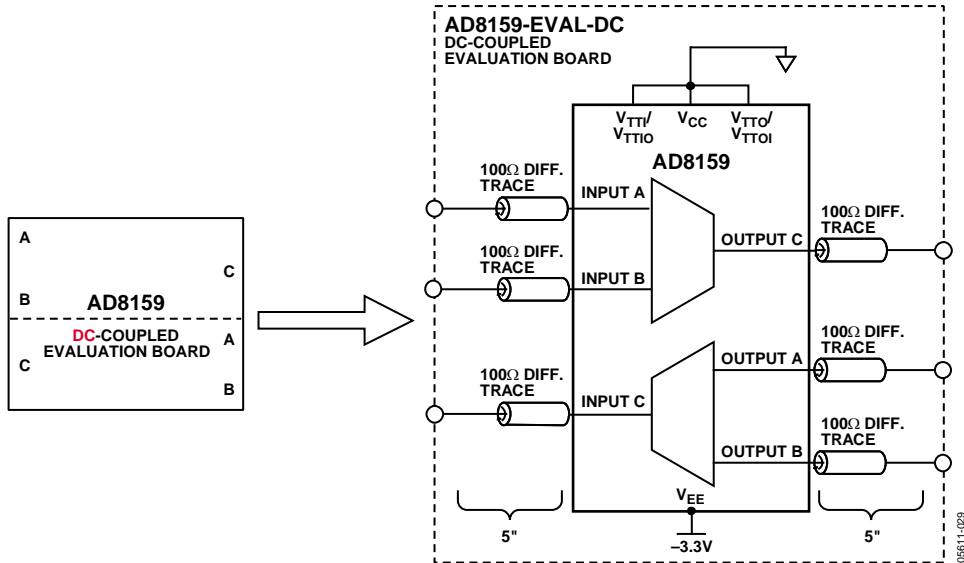 AD8159-EVAL-DC
DC-COUPLED
EVALUATION BOARD
A
B
C
AD8159
DC-COUPLED
EVALUATION BOARD
C
A
B
VTTI/
VTTIO
VCC
VTTO/
VTTOI
AD8159
100Ω DIFF.
TRACE
INPUT A
100Ω DIFF.
TRACE
INPUT B
100Ω DIFF.
TRACE
INPUT C
OUTPUT C
100Ω DIFF.
TRACE
OUTPUT A
100Ω DIFF.
TRACE
OUTPUT B
100Ω DIFF.
TRACE
VEE
–3.3V
5"
5"
05611-029